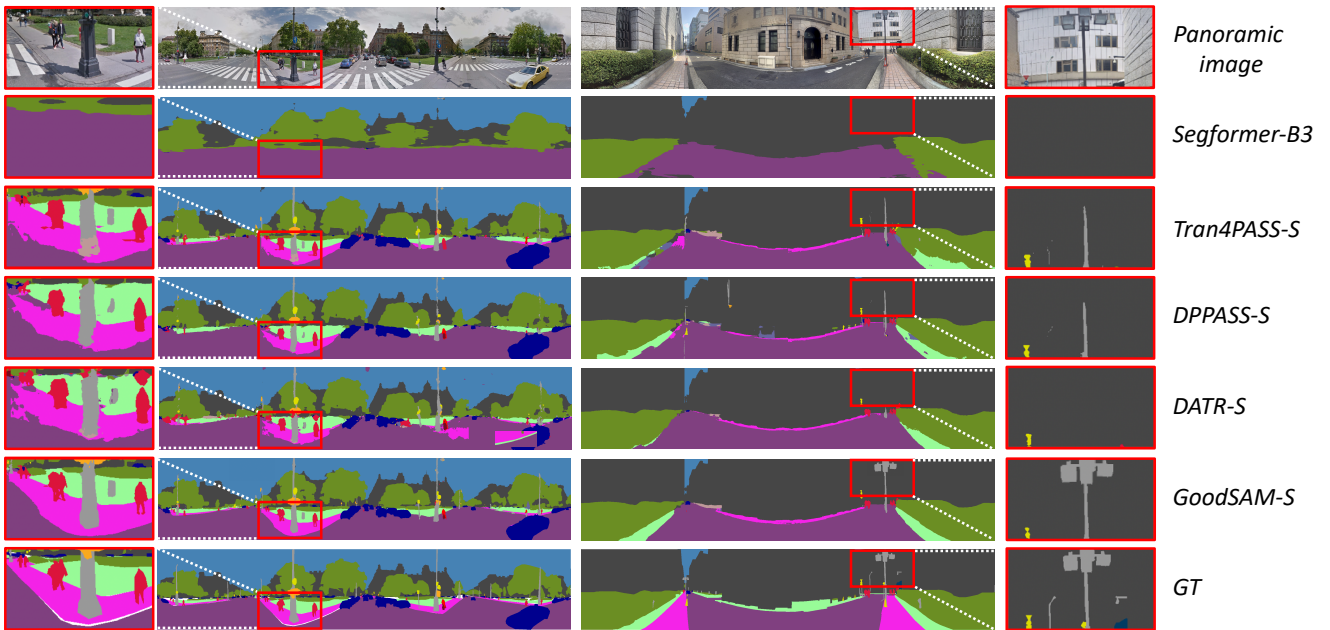 Panoramic
image
Segformer-B3
Tran4PASS-S
DPPASS-S
DATR-S
GoodSAM-S
GT